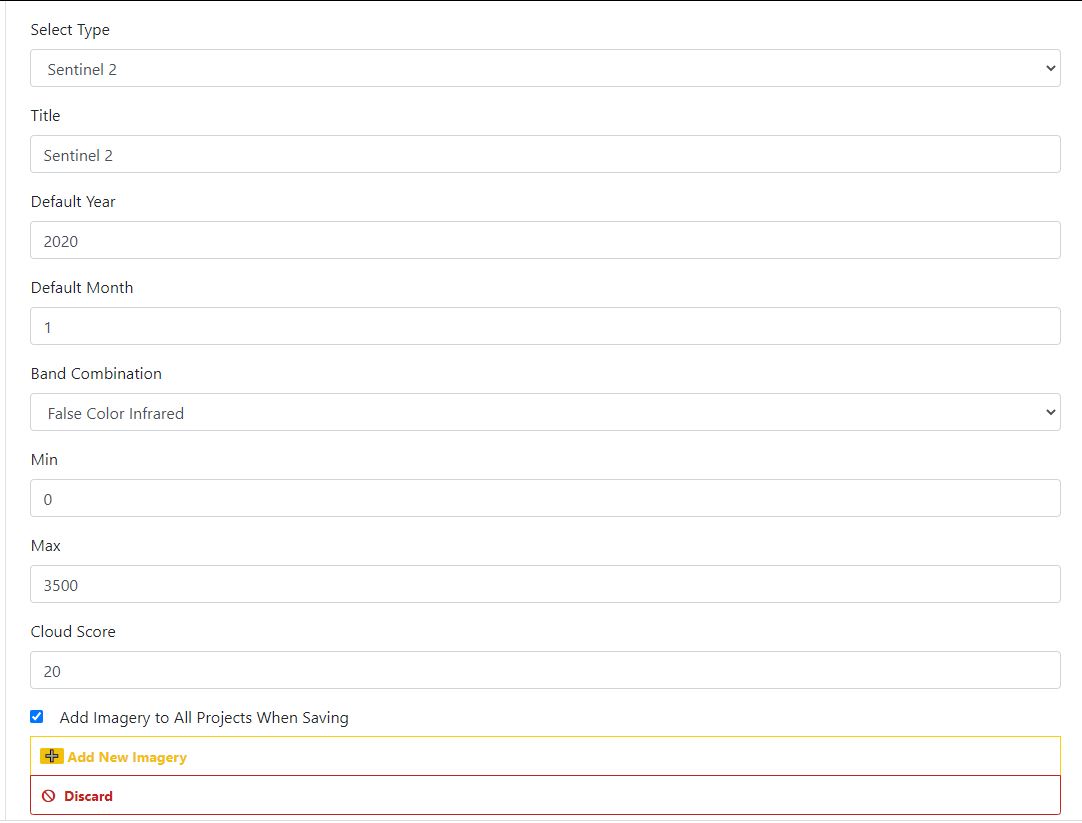 Select Type
Sentinel 2
Title
Sentinel 2
Default Year
2020
Default Month
1
Band Combination
False Color Infrared
Min
0
Max
3500
Cloud Score
20
Add Imagery to All Projects When Saving
Add New Imagery
Discard